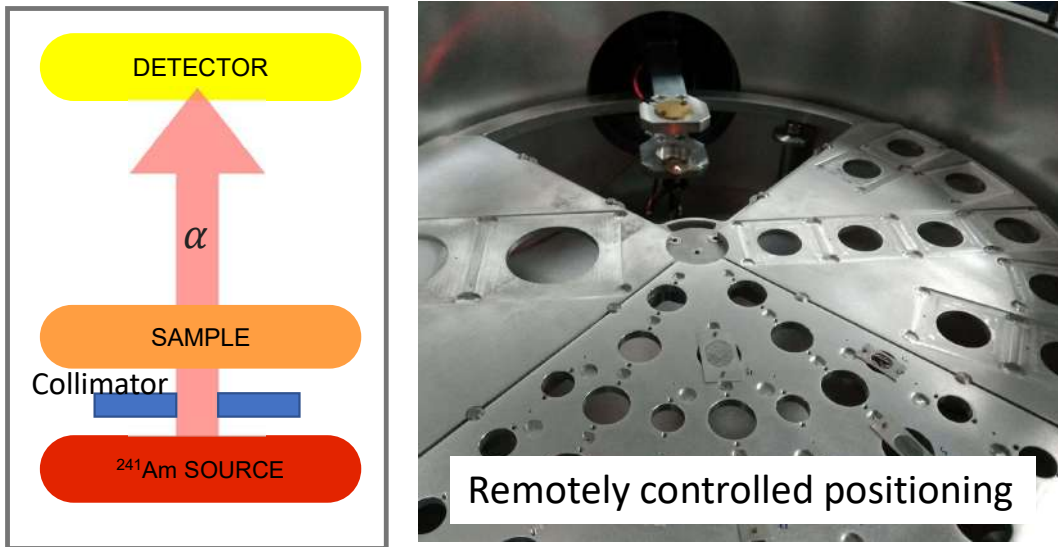 DETECTOR
α
SAMPLE
Collimator
²⁴¹Am SOURCE
Remotely controlled positioning